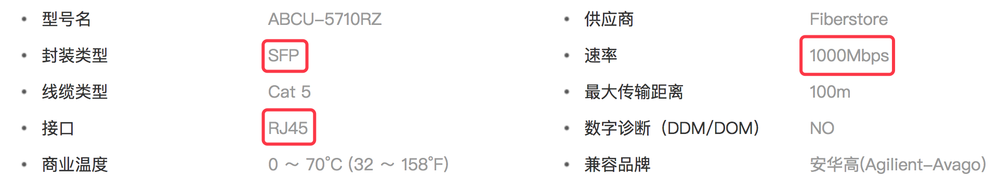 型号名 ABCU-5710RZ 供应商 Fiberstore
封装类型 SFP 速率 1000Mbps
线缆类型 Cat 5 最大传输距离 100m
接口 RJ45 数字诊断（DDM/DOM） NO
商业温度 0 ～ 70°C (32 ～ 158°F) 兼容品牌 安华高(Agilient-Avago)